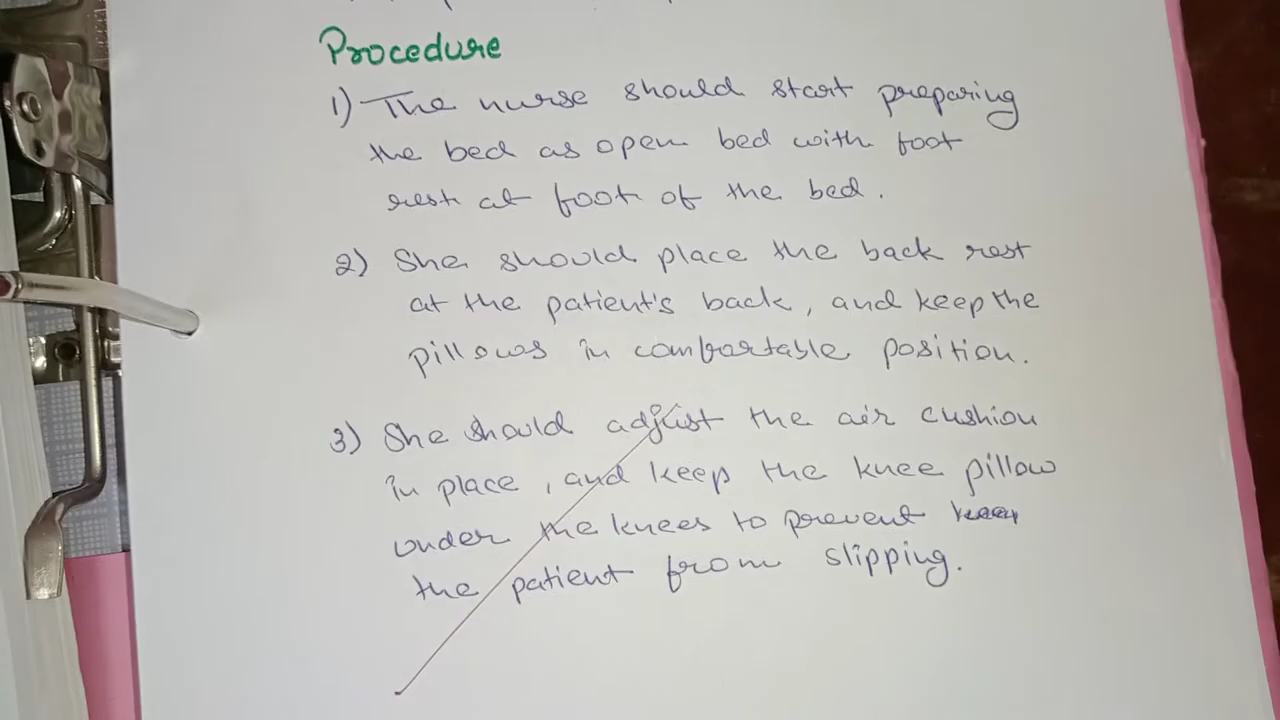 Procedure
1) The nurse should start preparing
the bed as open bed with foot
rest at foot of the bed.
2) She should place the back rest
at the patient's back, and keep the
pillows in comfortable position.
3) She should adjust the air cushion
in place, and keep the knee pillow
under the knees to prevent
the patient from slipping.